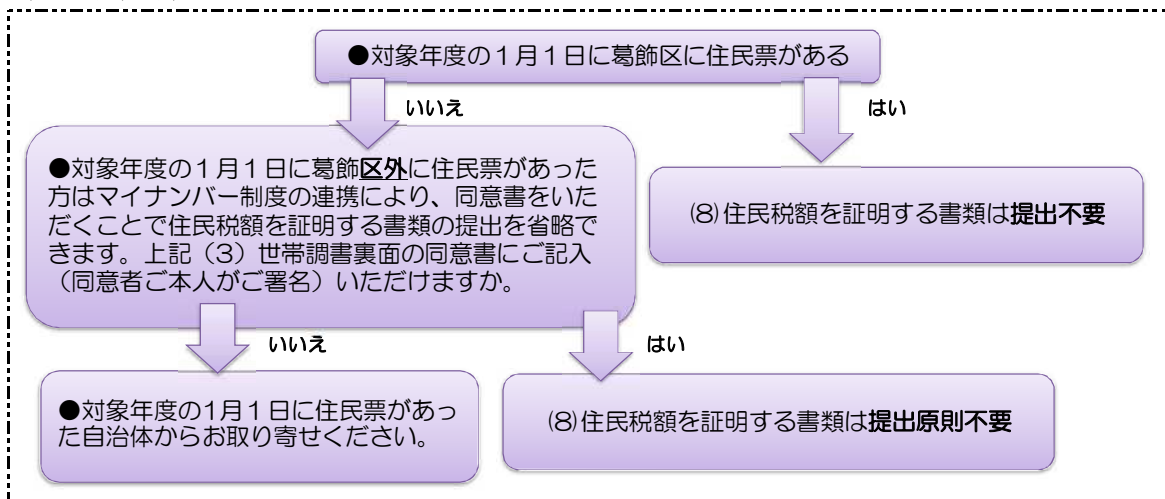 ●対象年度の１月１日に葛飾区に住民票がある
いいえ
はい
●対象年度の１月１日に葛飾区外に住民票があった
方はマイナンバー制度の連携により、同意書をいた
だくことで住民税額を証明する書類の提出を省略で
きます。上記（3）世帯調書裏面の同意書にご記入
（同意者ご本人がご署名）いただけますか。
⑻住民税額を証明する書類は提出不要
いいえ
はい
●対象年度の1月１日に住民票があっ
た自治体からお取り寄せください。
⑻住民税額を証明する書類は提出原則不要